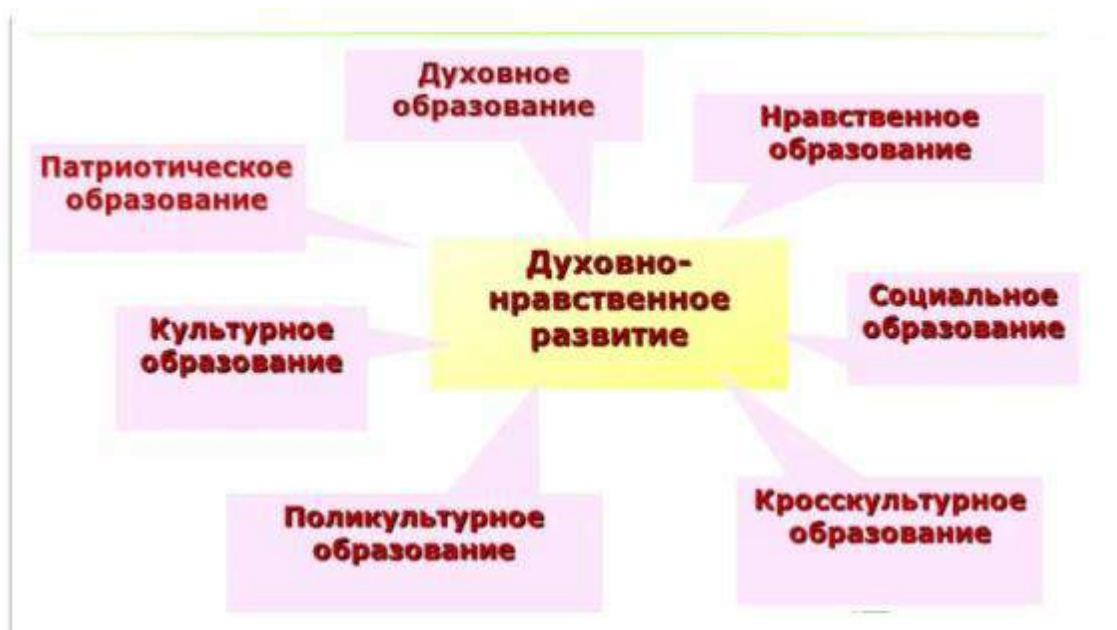 Духовное
образование
Нравственное
образование
Патриотическое
образование
Духовно-
нравственное
развитие
Социальное
образование
Культурное
образование
Поликультурное
образование
Кросскультурное
образование